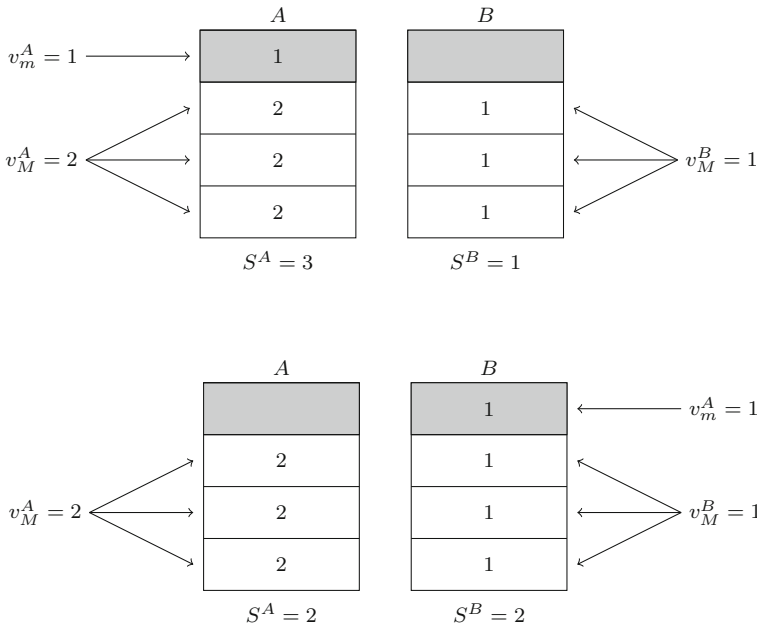 A B
v_m^A = 1 1
2 1
v_M^A = 2 2 1 v_M^B = 1
2 1
S^A = 3 S^B = 1
A B
1 v_m^A = 1
2 1
v_M^A = 2 2 1 v_M^B = 1
2 1
S^A = 2 S^B = 2